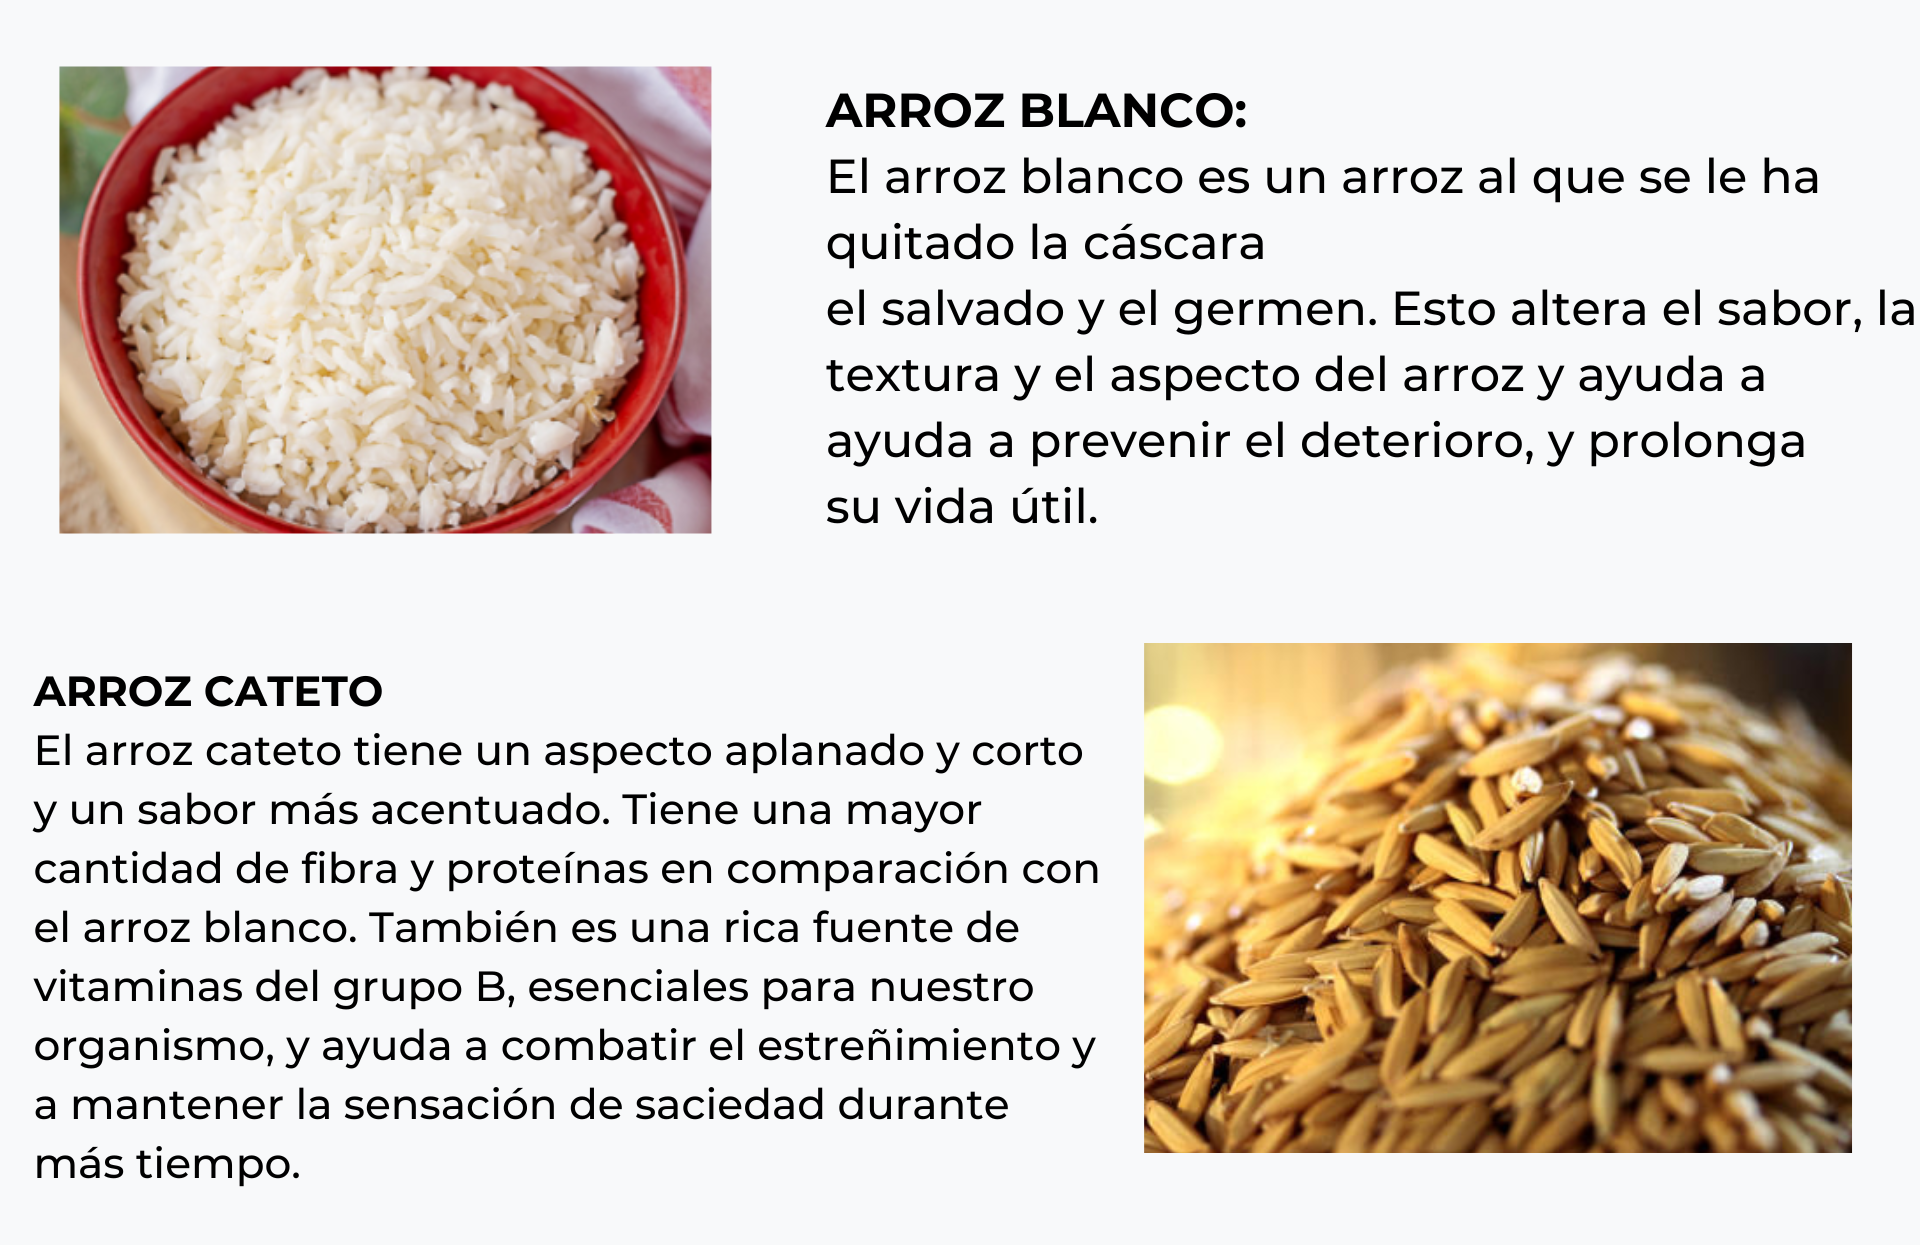 ARROZ BLANCO:
El arroz blanco es un arroz al que se le ha
quitado la cáscara
el salvado y el germen. Esto altera el sabor, la
textura y el aspecto del arroz y ayuda a
ayuda a prevenir el deterioro, y prolonga
su vida útil.
ARROZ CATETO
El arroz cateto tiene un aspecto aplanado y corto
y un sabor más acentuado. Tiene una mayor
cantidad de fibra y proteínas en comparación con
el arroz blanco. También es una rica fuente de
vitaminas del grupo B, esenciales para nuestro
organismo, y ayuda a combatir el estreñimiento y
a mantener la sensación de saciedad durante
más tiempo.